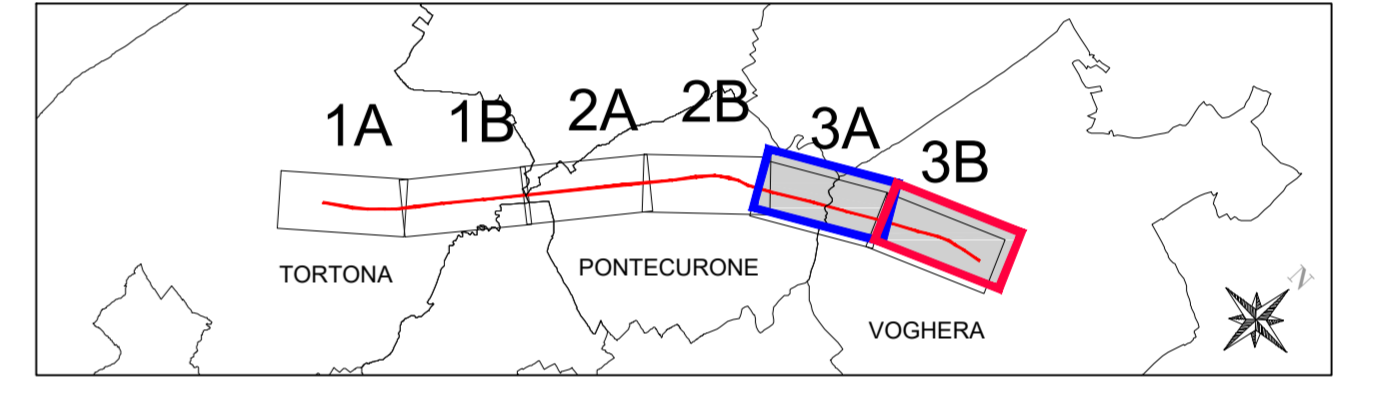 1A
1B
2A
2B
3A
3B
TORTONA
PONTECURONE
VOGHERA
N